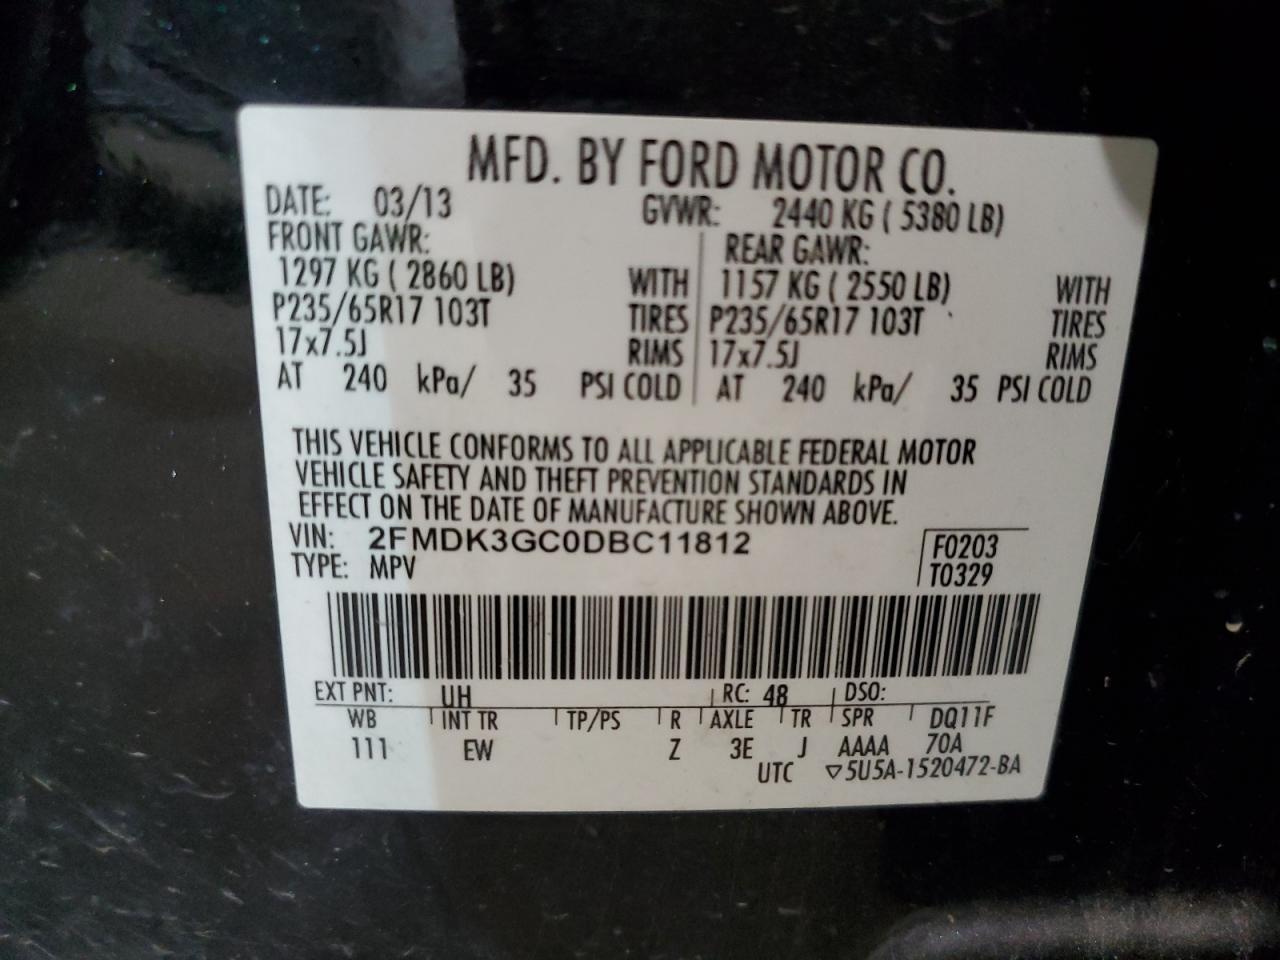 MFD. BY FORD MOTOR CO.
DATE: 03/13 GVWR: 2440 KG ( 5380 LB)
FRONT GAWR: REAR GAWR:
1297 KG ( 2860 LB) WITH 1157 KG ( 2550 LB) WITH
P235/65R17 103T TIRES P235/65R17 103T TIRES
17x7.5J RIMS 17x7.5J RIMS
AT 240 kPa/ 35 PSI COLD AT 240 kPa/ 35 PSI COLD
THIS VEHICLE CONFORMS TO ALL APPLICABLE FEDERAL MOTOR
VEHICLE SAFETY AND THEFT PREVENTION STANDARDS IN
EFFECT ON THE DATE OF MANUFACTURE SHOWN ABOVE.
VIN: 2FMDK3GC0DBC11812 F0203
TYPE: MPV T0329
EXT PNT: UH RC: 48 DSO:
WB INT TR TP/PS R AXLE TR SPR DQ11F
111 EW Z 3E J AAAA 70A
UTC ▽5U5A-1520472-BA